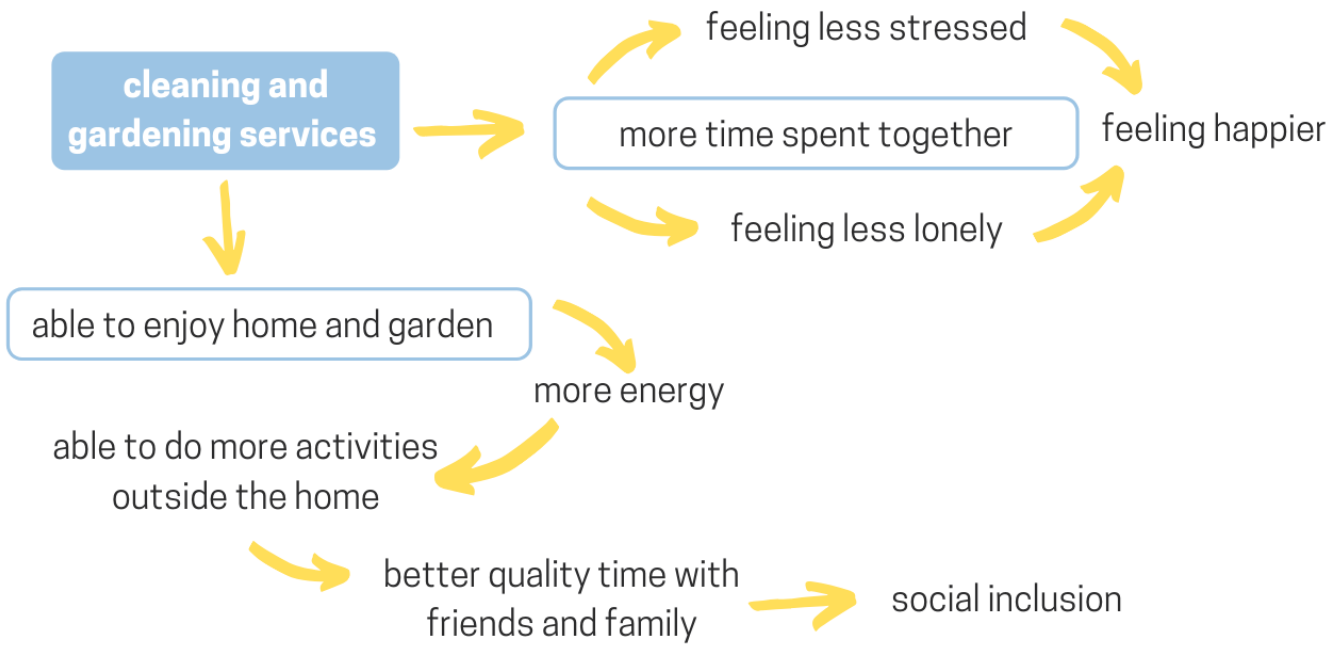 feeling less stressed
cleaning and
gardening services
more time spent together
feeling happier
feeling less lonely
able to enjoy home and garden
more energy
able to do more activities
outside the home
better quality time with
friends and family
social inclusion